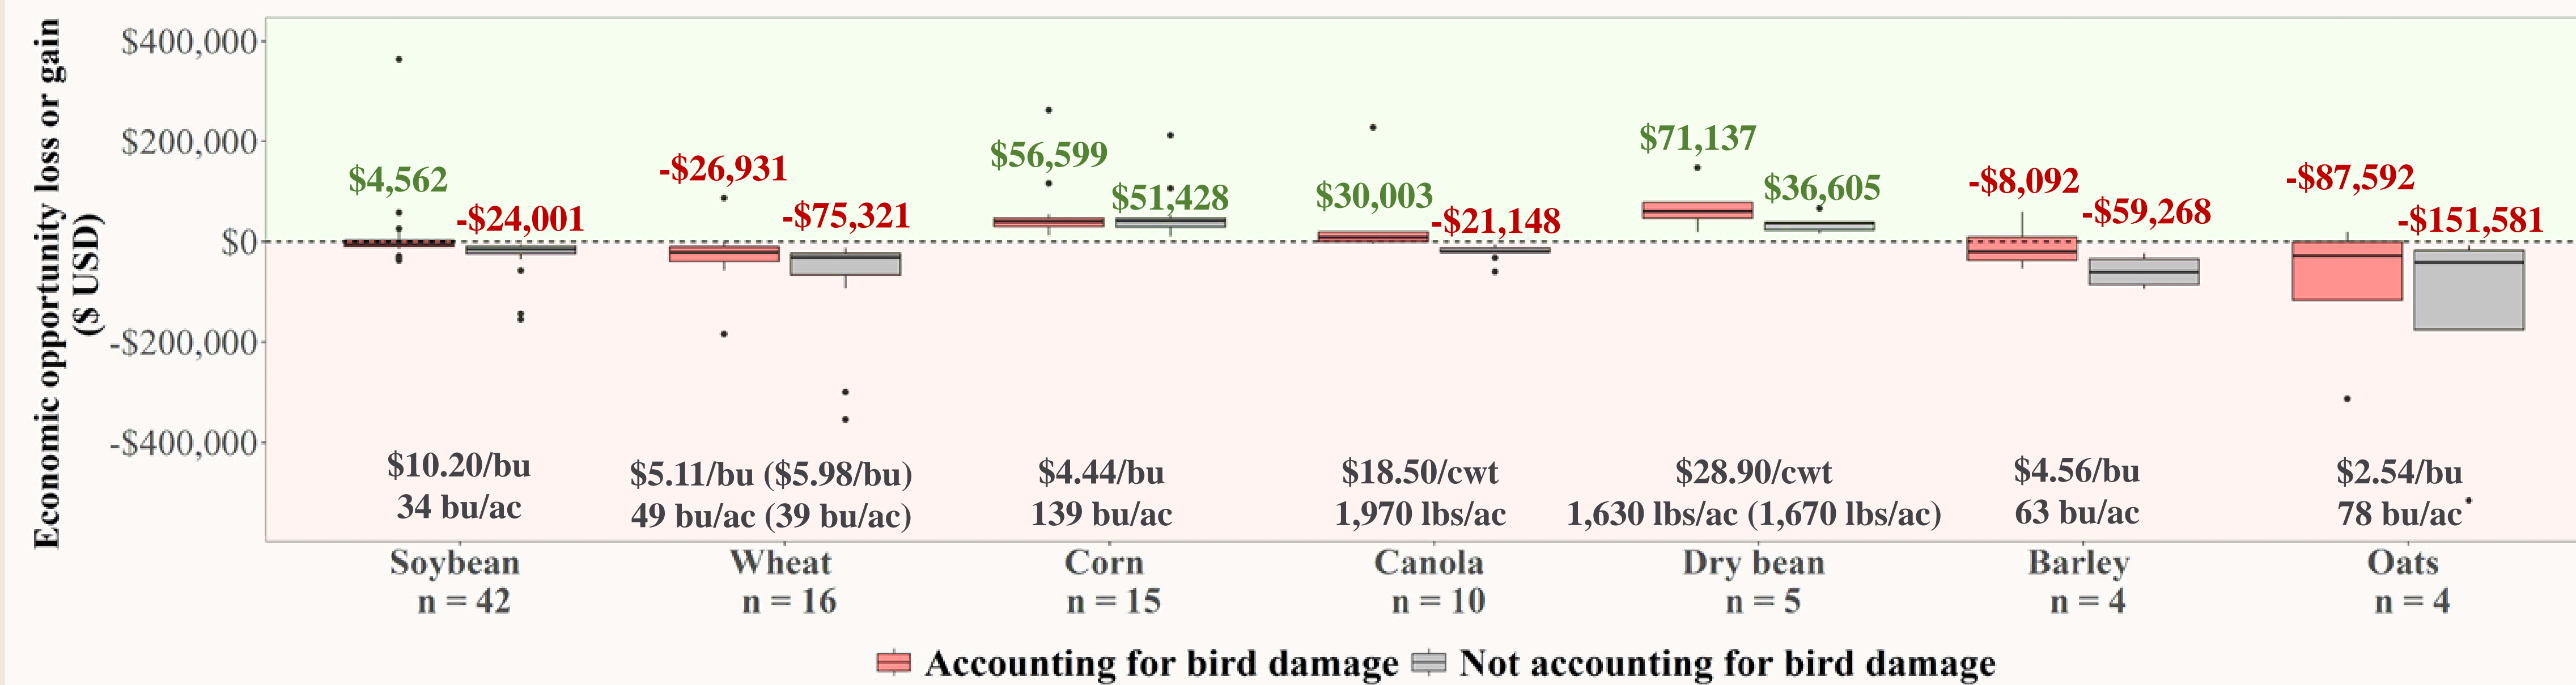 Economic opportunity loss or gain
($ USD)
$400,000
$200,000
$0
-$200,000
-$400,000
$4,562
-$24,001
-$26,931
-$75,321
$56,599
$51,428
$30,003
-$21,148
$71,137
$36,605
-$8,092
-$59,268
-$87,592
-$151,581
$10.20/bu
34 bu/ac
$5.11/bu ($5.98/bu)
49 bu/ac (39 bu/ac)
$4.44/bu
139 bu/ac
$18.50/cwt
1,970 lbs/ac
$28.90/cwt
1,630 lbs/ac (1,670 lbs/ac)
$4.56/bu
63 bu/ac
$2.54/bu
78 bu/ac
Soybean
n = 42
Wheat
n = 16
Corn
n = 15
Canola
n = 10
Dry bean
n = 5
Barley
n = 4
Oats
n = 4
Accounting for bird damage
Not accounting for bird damage